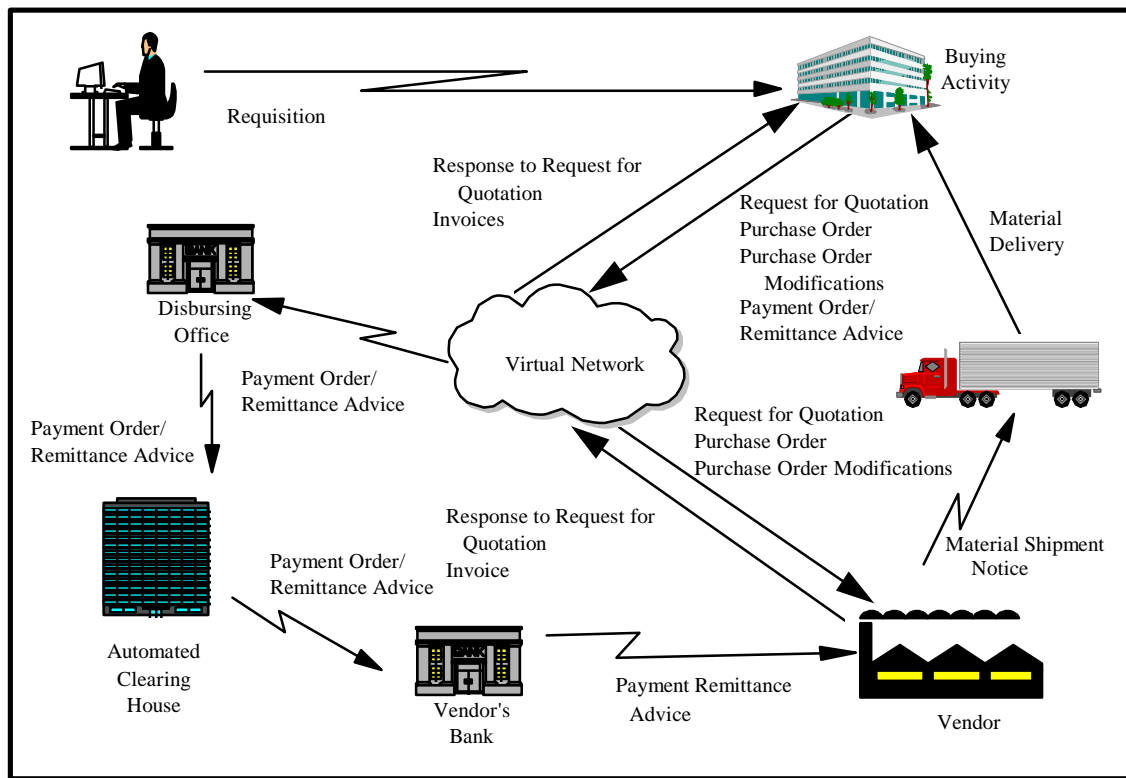 Buying
Activity
Requisition
Response to Request for
Quotation
Invoices
Request for Quotation
Purchase Order
Purchase Order
Modifications
Payment Order/
Remittance Advice
Material
Delivery
BANK
Disbursing
Office
Virtual Network
Payment Order/
Remittance Advice
Payment Order/
Remittance Advice
Request for Quotation
Purchase Order
Purchase Order Modifications
Response to Request for
Quotation
Invoice
Material Shipment
Notice
Payment Order/
Remittance Advice
Automated
Clearing
House
BANK
Vendor's
Bank
Payment Remittance
Advice
Vendor